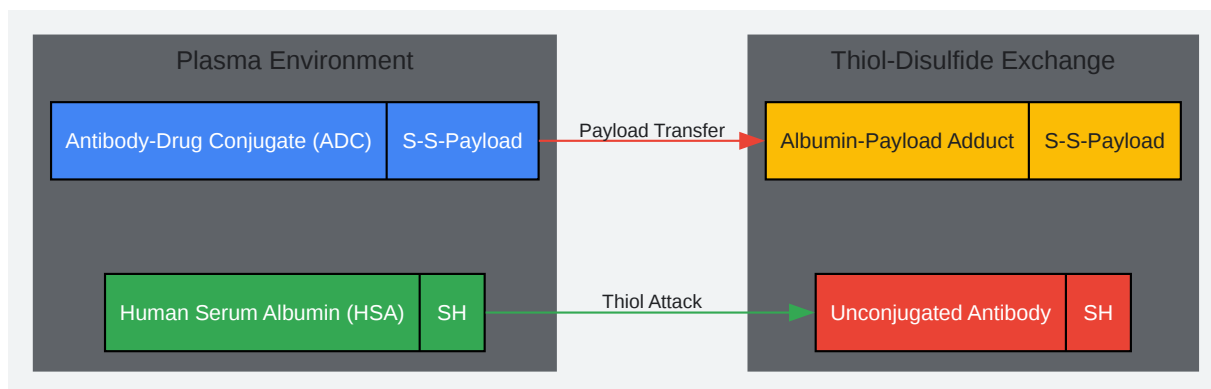 Plasma Environment
Thiol-Disulfide Exchange
Antibody-Drug Conjugate (ADC)
S-S-Payload
Payload Transfer
Albumin-Payload Adduct
S-S-Payload
Human Serum Albumin (HSA)
SH
Thiol Attack
Unconjugated Antibody
SH